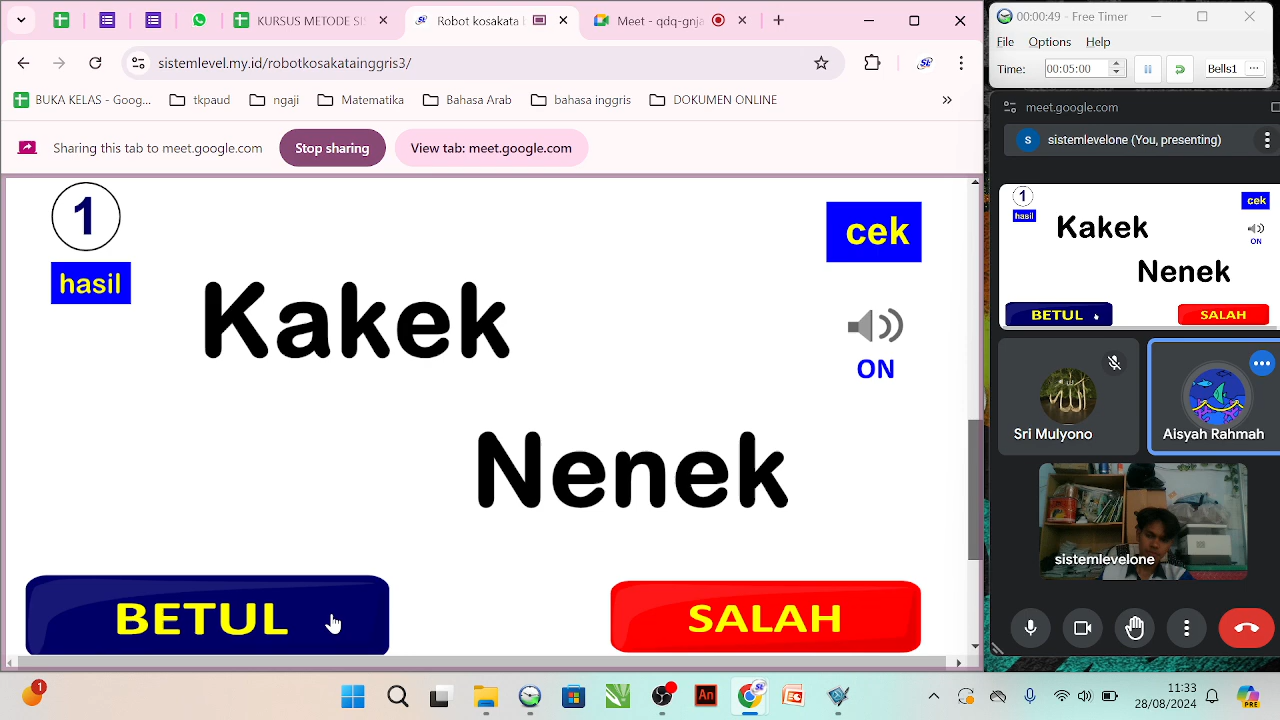 KURSUS METODE SI
Robot kosakata I
Meet - qdq-gnja
sistemlevel.my.id/robotkosakatainggris3/
BUKA KELAS - Goog...
tkpaud
Matematika
bahasa inggris
DOKUMEN ONLINE
Sharing this tab to meet.google.com
Stop sharing
View tab: meet.google.com
1
cek
hasil
Kakek
ON
Nenek
BETUL
SALAH
00:00:49 - Free Timer
File Options Help
Time: 00:05:00 Bells1 ...
meet.google.com
s sistemlevelone (You, presenting)
1
cek
hasil
Kakek
ON
Nenek
BETUL
SALAH
Sri Mulyono
Aisyah Rahmah
sistemlevelone
1
An
11:33
28/08/2024
PRE